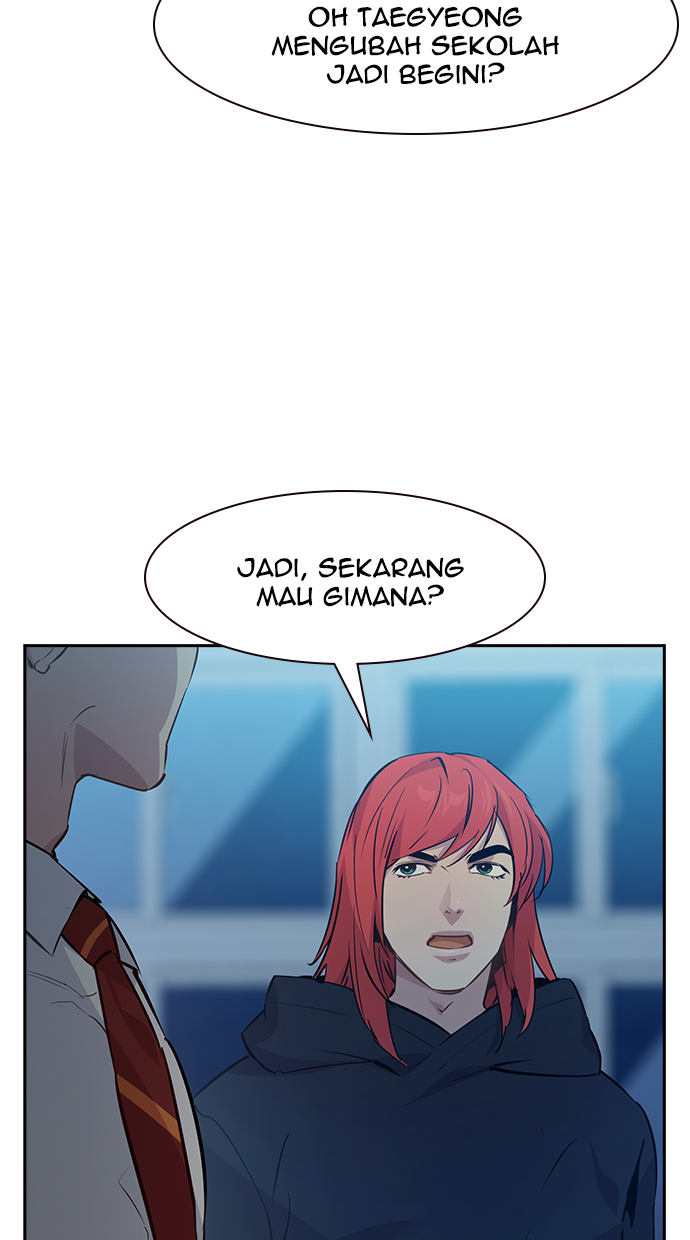 OH TAEGYEONG
MENGUBAH SEKOLAH
JADI BEGINI?
JADI, SEKARANG
MAU GIMANA?